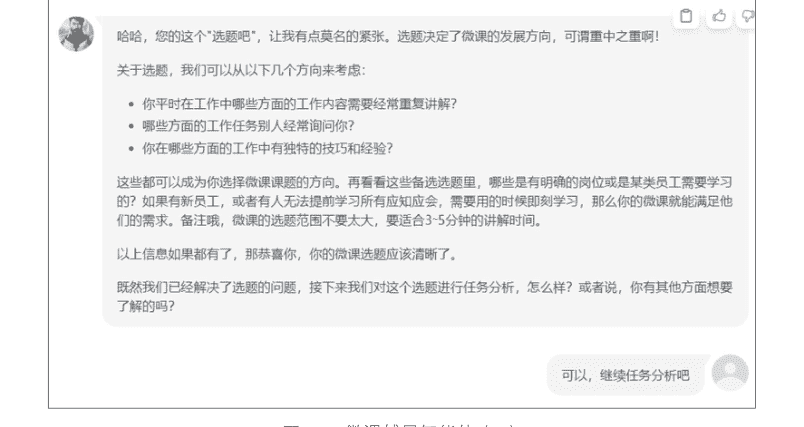 哈哈，您的这个"选题吧"，让我有点莫名的紧张。选题决定了微课的发展方向，可谓重中之重啊！
关于选题，我们可以从以下几个方向来考虑：
• 你平时在工作中哪些方面的工作内容需要经常重复讲解？
• 哪些方面的工作任务别人经常询问你？
• 你在哪些方面的工作中有独特的技巧和经验？
这些都可以成为你选择微课课题的方向。再看看这些备选选题里，哪些是有明确的岗位或是某类员工需要学习
的？如果有新员工，或者有人无法提前学习所有应知应会，需要用的时候即刻学习，那么你的微课就能满足他
们的需求。备注哦，微课的选题范围不要太大，要适合3~5分钟的讲解时间。
以上信息如果都有了，那恭喜你，你的微课选题应该清晰了。
既然我们已经解决了选题的问题，接下来我们对这个选题进行任务分析，怎么样？或者说，你有其他方面想要
了解的吗？
可以，继续任务分析吧